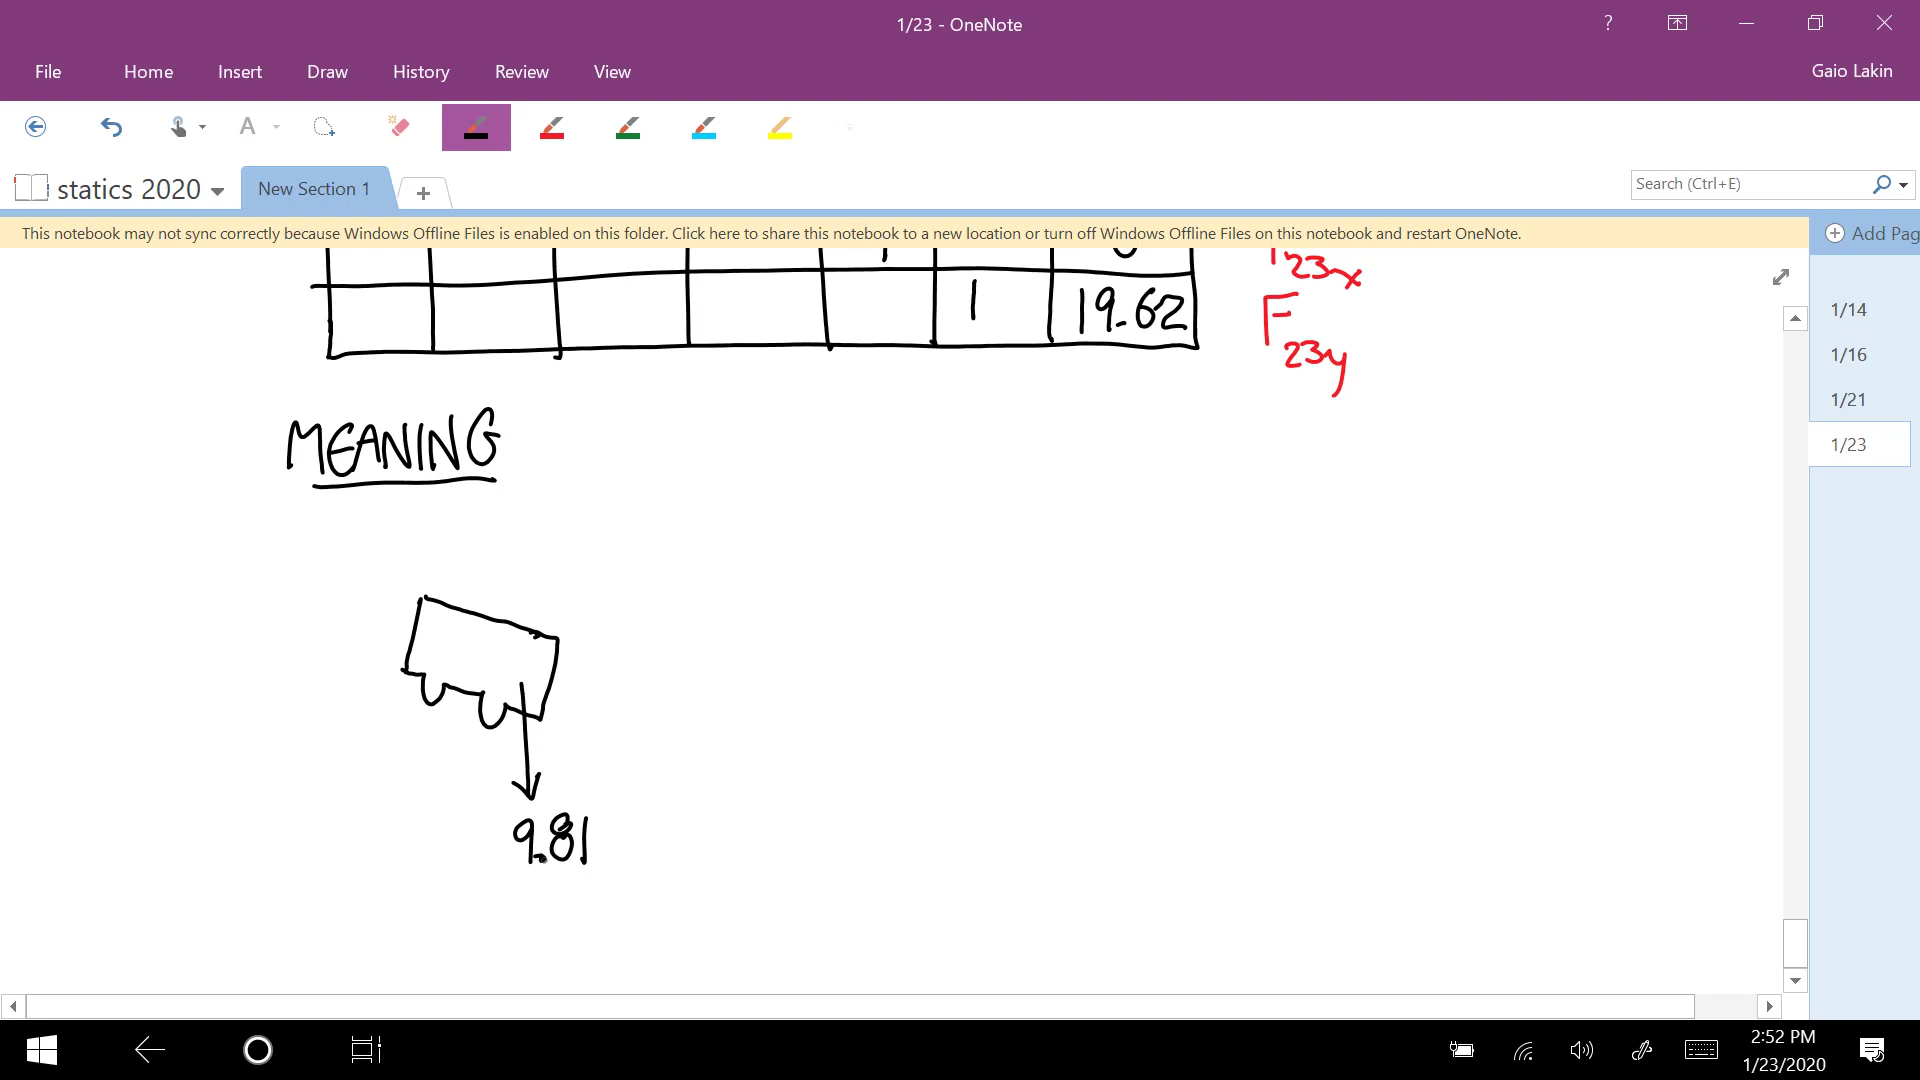 1/23 - OneNote
?
File Home Insert Draw History Review View
Gaio Lakin
A
statics 2020 New Section 1 +
Search (Ctrl+E)
This notebook may not sync correctly because Windows Offline Files is enabled on this folder. Click here to share this notebook to a new location or turn off Windows Offline Files on this notebook and restart OneNote.
Add Pag
1/14
1/16
1/21
1/23
23x
1 19.62
F23y
MEANING
9.81
2:52 PM
1/23/2020